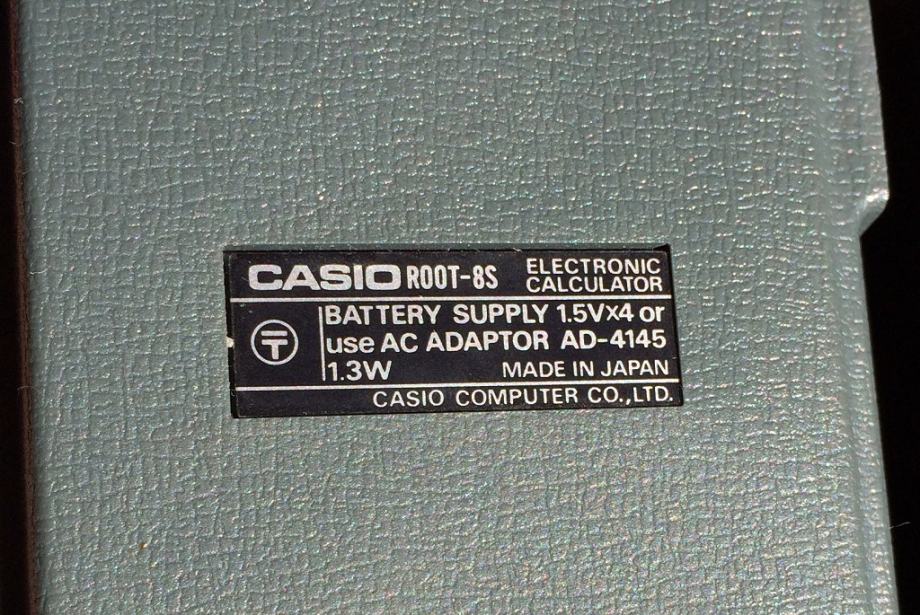 CASIO ROOT-8S ELECTRONIC CALCULATOR
BATTERY SUPPLY 1.5V×4 or
use AC ADAPTOR AD-4145
1.3W MADE IN JAPAN
CASIO COMPUTER CO.,LTD.